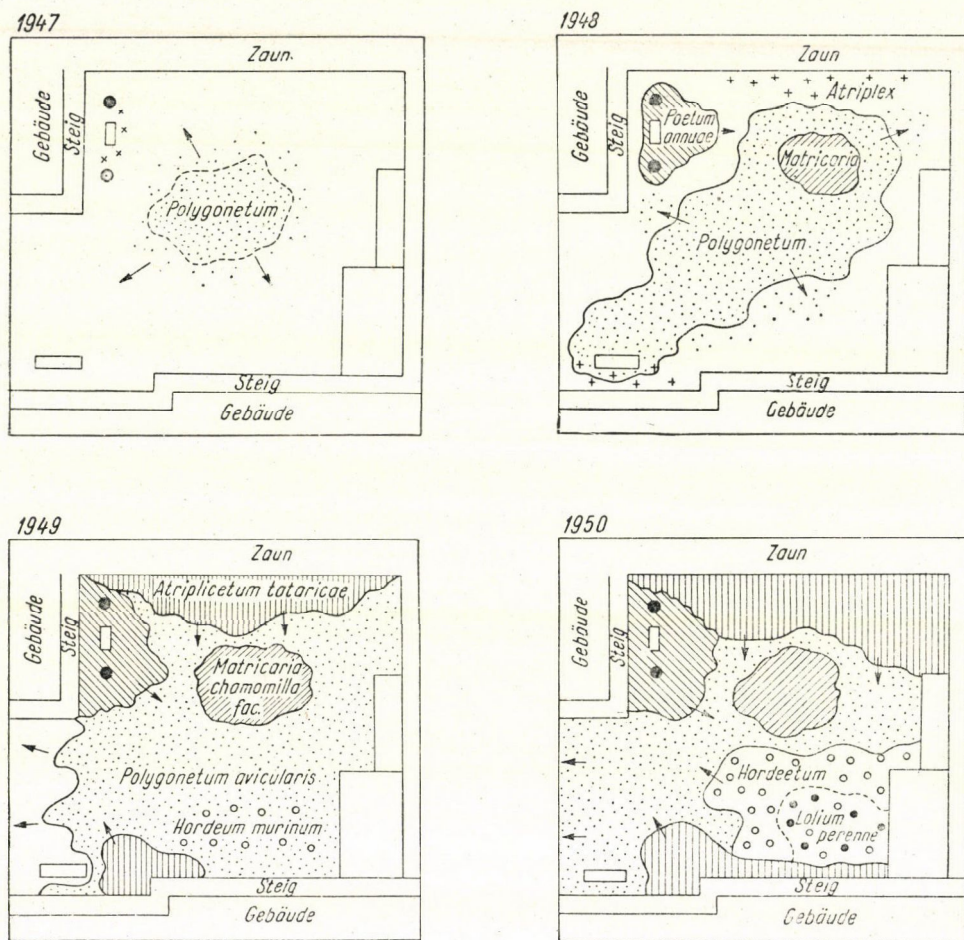 1947
Zaun.
Gebäude
Steig
Polygonetum
Steig
Gebäude
1948
Zaun
Atriplex
Gebäude
Steig
Poetum
annuae
Matricaria
Polygonetum
Steig
Gebäude
1949
Zaun
Atriplicetum tataricae
Gebäude
Steig
Matricaria
chamomilla
fac.
Polygonetum avicularis
Hordeum murinum
Steig
Gebäude
1950
Zaun
Gebäude
Steig
Hordeetum
Lolium
perenne
Steig
Gebäude